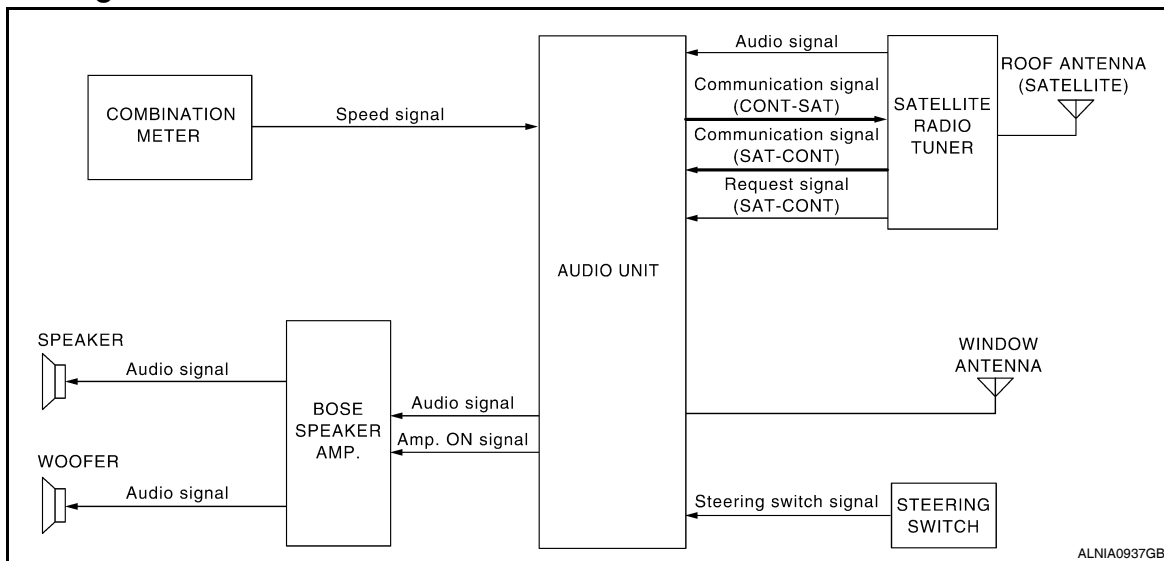 COMBINATION
METER
Speed signal
AUDIO UNIT
Audio signal
Communication signal
(CONT-SAT)
Communication signal
(SAT-CONT)
Request signal
(SAT-CONT)
SATELLITE
RADIO
TUNER
ROOF ANTENNA
(SATELLITE)
SPEAKER
Audio signal
WOOFER
Audio signal
BOSE
SPEAKER
AMP.
Audio signal
Amp. ON signal
WINDOW
ANTENNA
Steering switch signal
STEERING
SWITCH
ALNIA0937GB